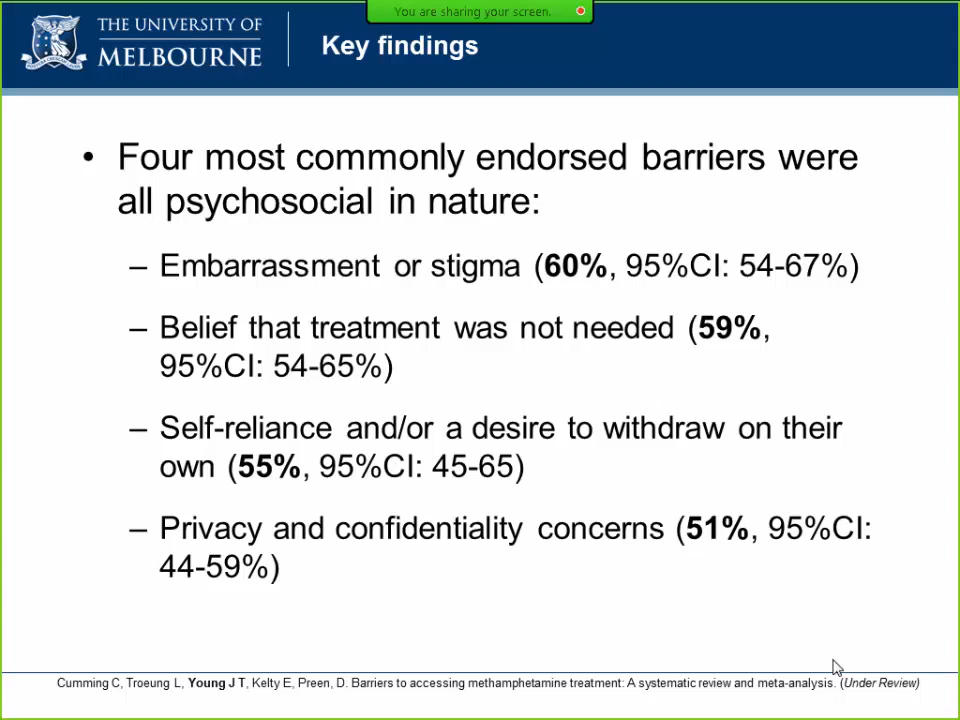 You are sharing your screen.
THE UNIVERSITY OF
MELBOURNE
Key findings
• Four most commonly endorsed barriers were
all psychosocial in nature:
– Embarrassment or stigma (60%, 95%CI: 54-67%)
– Belief that treatment was not needed (59%,
95%CI: 54-65%)
– Self-reliance and/or a desire to withdraw on their
own (55%, 95%CI: 45-65)
– Privacy and confidentiality concerns (51%, 95%CI:
44-59%)
Cumming C, Troeung L, Young J T, Kelty E, Preen, D. Barriers to accessing methamphetamine treatment: A systematic review and meta-analysis. (Under Review)